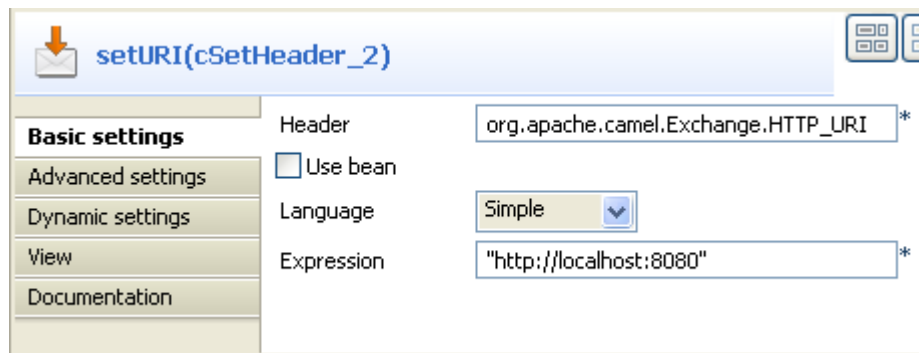 setURI(cSetHeader_2)
Basic settings
Advanced settings
Dynamic settings
View
Documentation
Header
org.apache.camel.Exchange.HTTP_URI *
Use bean
Language
Simple
Expression
"http://localhost:8080" *